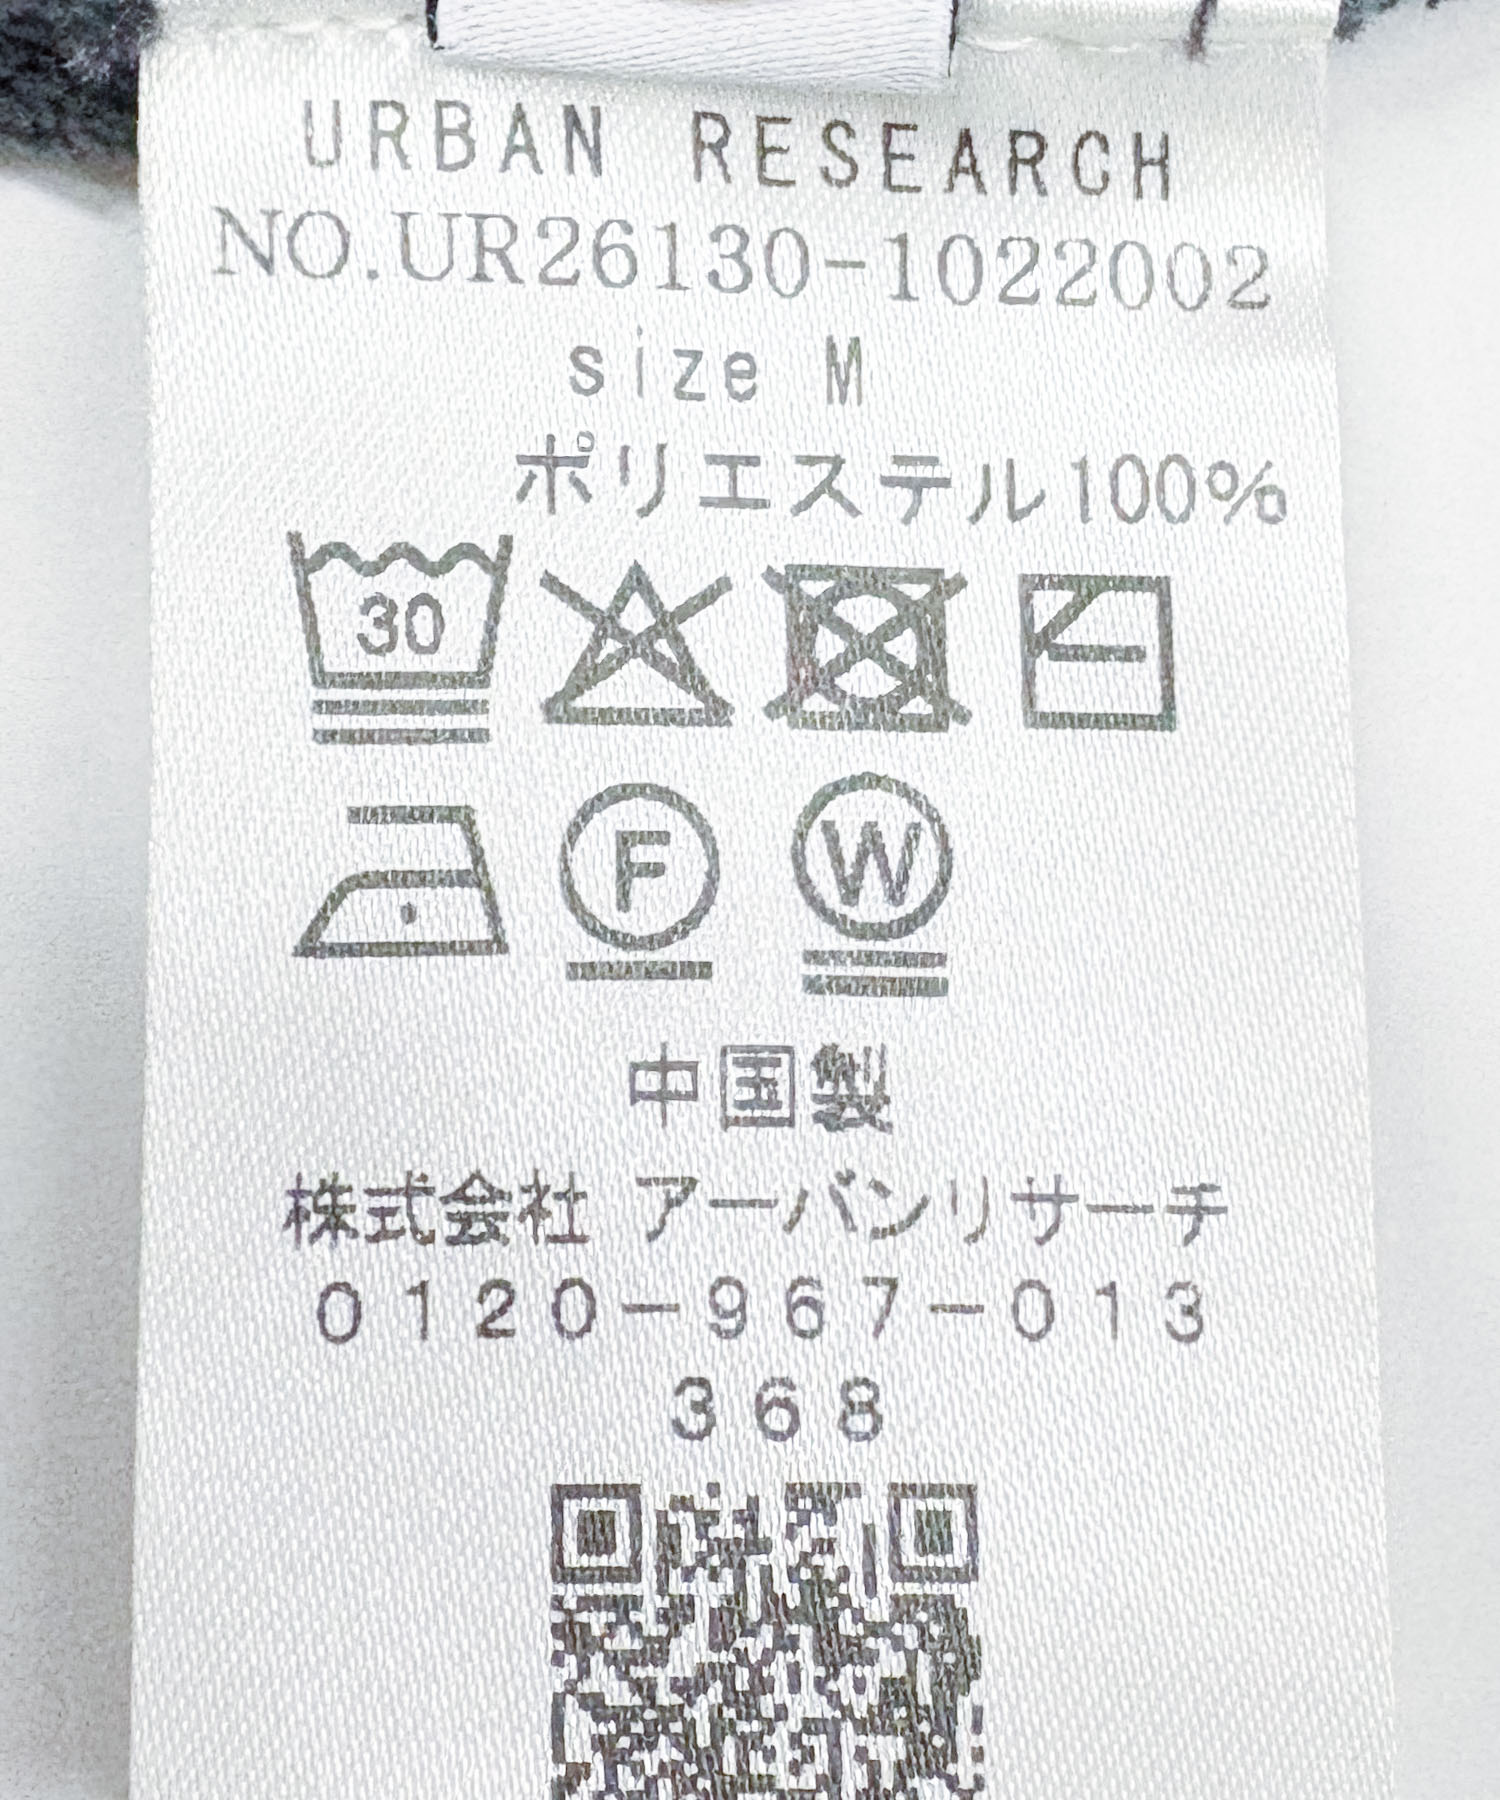 URBAN RESEARCH
NO.UR26130-1022002
size M
ポリエステル100%
30
F W
中国製
株式会社 アーバンリサーチ
0120-967-013
368